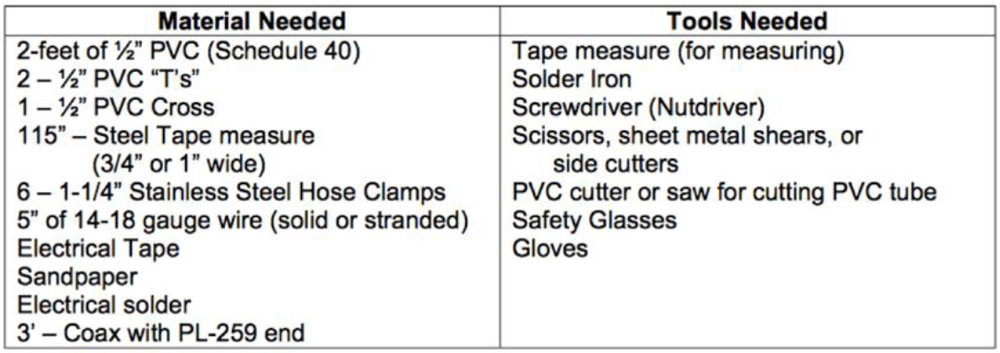 Material Needed
2-feet of ½” PVC (Schedule 40)
2 – ½” PVC “T's”
1 – ½” PVC Cross
115” – Steel Tape measure
(3/4” or 1” wide)
6 – 1-1/4” Stainless Steel Hose Clamps
5” of 14-18 gauge wire (solid or stranded)
Electrical Tape
Sandpaper
Electrical solder
3' – Coax with PL-259 end
Tools Needed
Tape measure (for measuring)
Solder Iron
Screwdriver (Nutdriver)
Scissors, sheet metal shears, or
side cutters
PVC cutter or saw for cutting PVC tube
Safety Glasses
Gloves